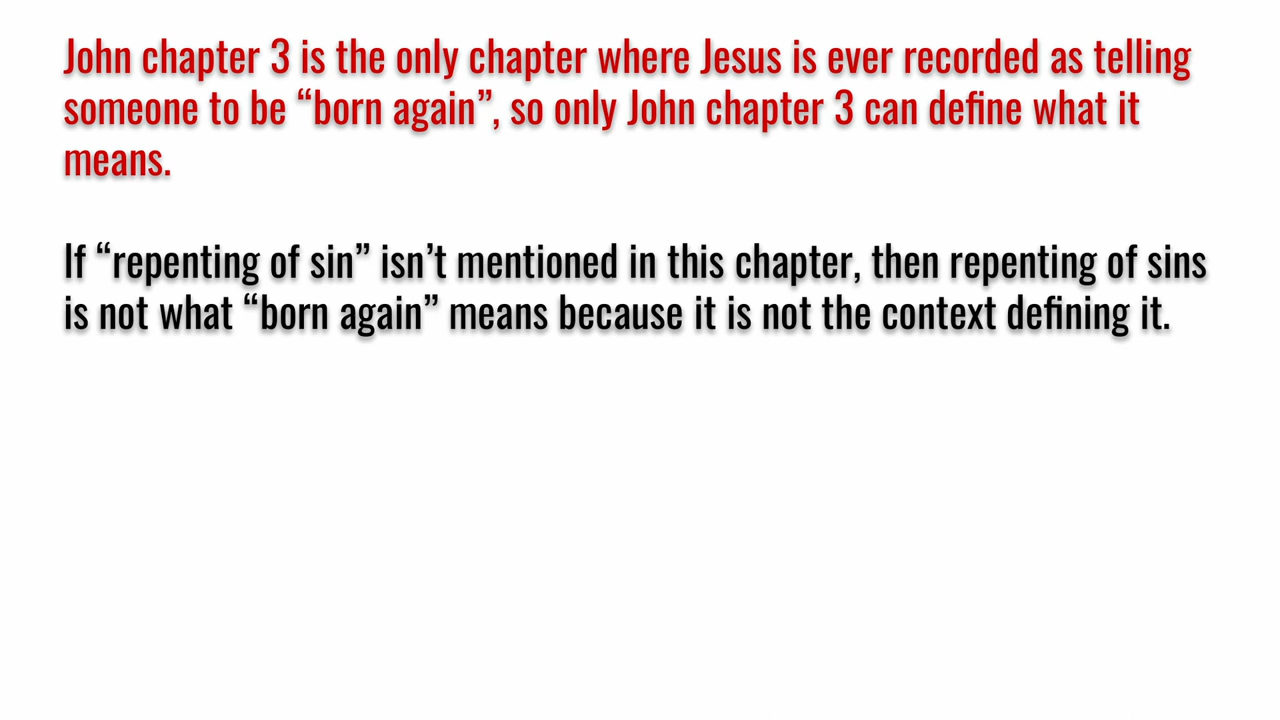 John chapter 3 is the only chapter where Jesus is ever recorded as telling
someone to be “born again”, so only John chapter 3 can define what it
means.
If “repenting of sin” isn’t mentioned in this chapter, then repenting of sins
is not what “born again” means because it is not the context defining it.